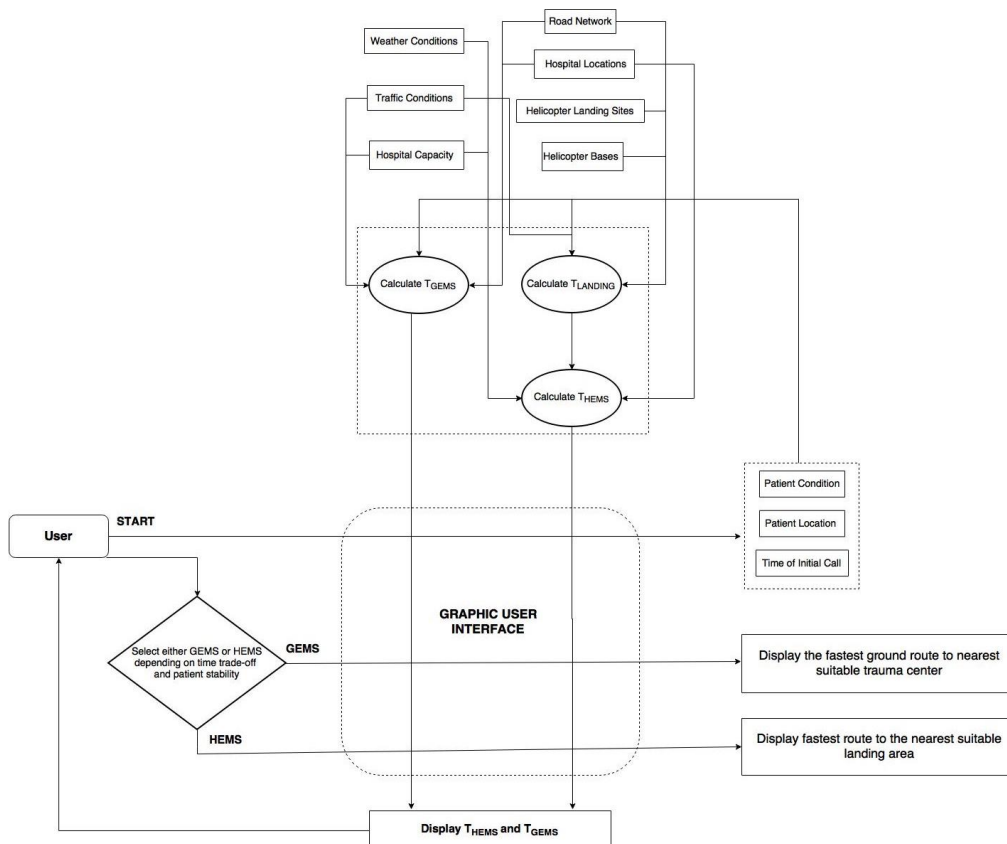 Road Network
Weather Conditions
Hospital Locations
Traffic Conditions
Helicopter Landing Sites
Hospital Capacity
Helicopter Bases
Calculate TGEMS
Calculate TLANDING
Calculate THEMS
Patient Condition
Patient Location
Time of Initial Call
User
START
GRAPHIC USER
INTERFACE
Select either GEMS or HEMS
depending on time trade-off
and patient stability
GEMS
HEMS
Display the fastest ground route to nearest
suitable trauma center
Display fastest route to the nearest suitable
landing area
Display THEMS and TGEMS